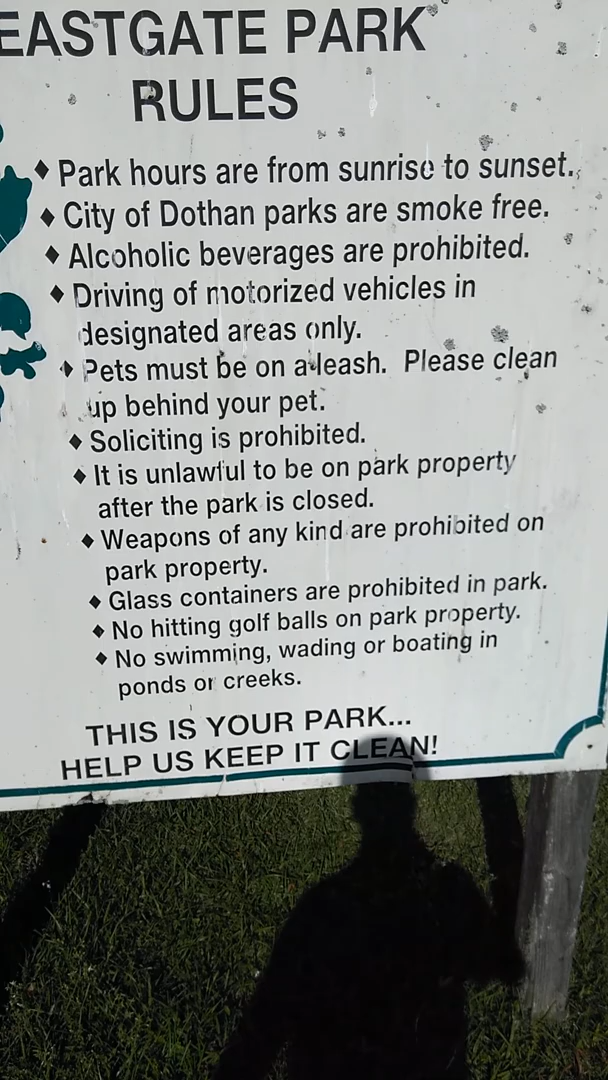 EASTGATE PARK
RULES
♦ Park hours are from sunrise to sunset.
♦ City of Dothan parks are smoke free.
♦ Alcoholic beverages are prohibited.
♦ Driving of motorized vehicles in
designated areas only.
♦ Pets must be on a leash. Please clean
up behind your pet.
♦ Soliciting is prohibited.
♦ It is unlawful to be on park property
after the park is closed.
♦ Weapons of any kind are prohibited on
park property.
♦ Glass containers are prohibited in park.
♦ No hitting golf balls on park property.
♦ No swimming, wading or boating in
ponds or creeks.
THIS IS YOUR PARK...
HELP US KEEP IT CLEAN!